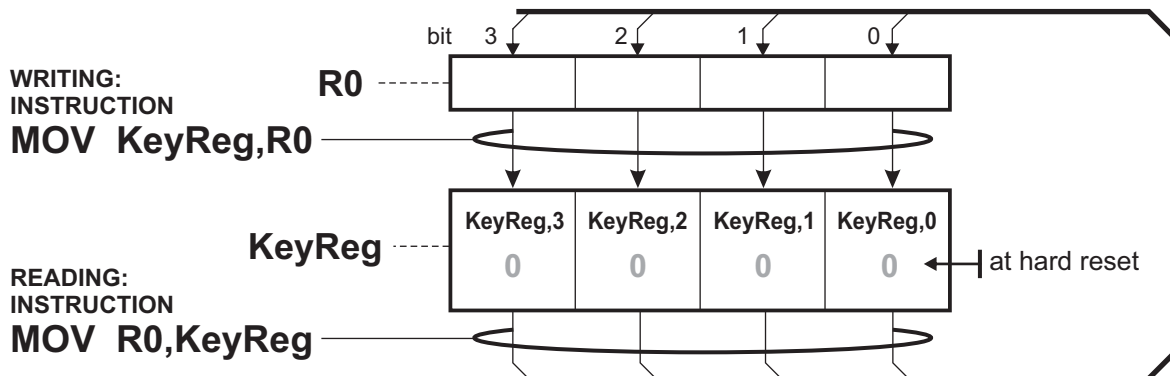 bit 3 2 1 0
WRITING:
INSTRUCTION
R0
MOV KeyReg,R0
KeyReg,3 KeyReg,2 KeyReg,1 KeyReg,0
KeyReg
0 0 0 0
at hard reset
READING:
INSTRUCTION
MOV R0,KeyReg